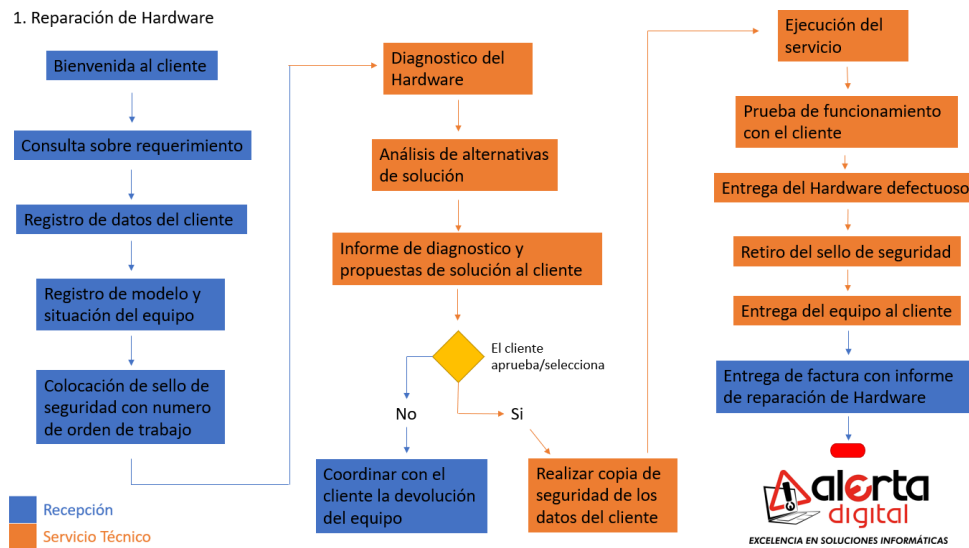 1. Reparación de Hardware
Bienvenida al cliente
Consulta sobre requerimiento
Registro de datos del cliente
Registro de modelo y
situación del equipo
Colocación de sello de
seguridad con numero
de orden de trabajo
Recepción
Servicio Técnico
Diagnostico del
Hardware
Análisis de alternativas
de solución
Informe de diagnostico y
propuestas de solución al cliente
El cliente
aprueba/selecciona
No
Si
Coordinar con el
cliente la devolución
del equipo
Realizar copia de
seguridad de los
datos del cliente
Ejecución del
servicio
Prueba de funcionamiento
con el cliente
Entrega del Hardware defectuoso
Retiro del sello de seguridad
Entrega del equipo al cliente
Entrega de factura con informe
de reparación de Hardware
alerta
digital
EXCELENCIA EN SOLUCIONES INFORMÁTICAS